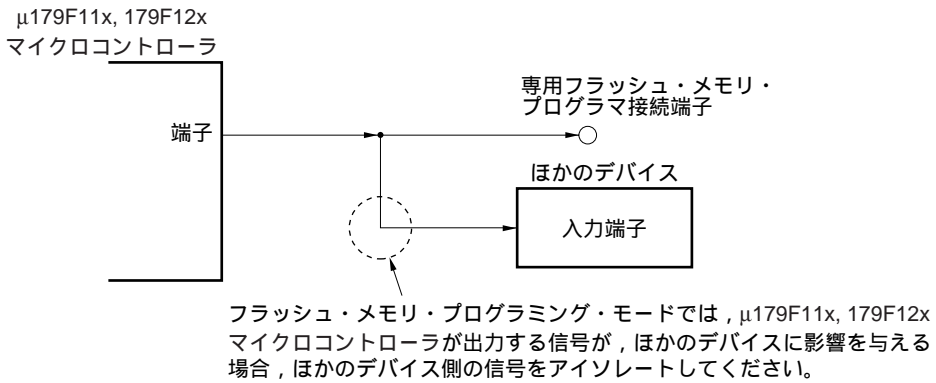 μ179F11x, 179F12x
マイクロコントローラ
端子
専用フラッシュ・メモリ・
プログラマ接続端子
ほかのデバイス
入力端子
フラッシュ・メモリ・プログラミング・モードでは，μ179F11x, 179F12x
マイクロコントローラが出力する信号が，ほかのデバイスに影響を与える
場合，ほかのデバイス側の信号をアイソレートしてください。